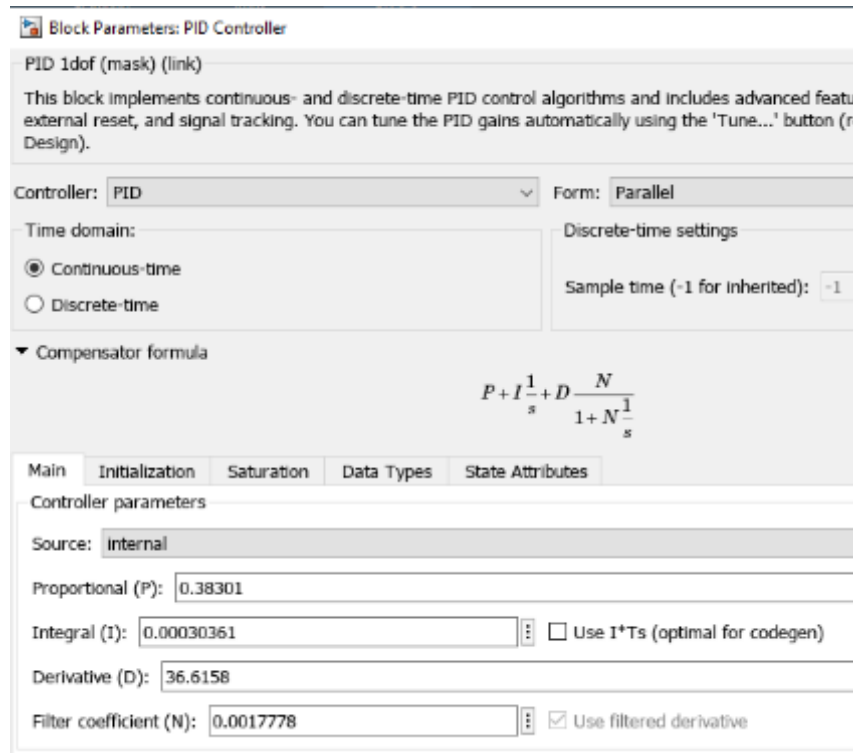 Block Parameters: PID Controller
PID 1dof (mask) (link)
This block implements continuous- and discrete-time PID control algorithms and includes advanced featu
external reset, and signal tracking. You can tune the PID gains automatically using the 'Tune...' button (r
Design).
Controller: PID Form: Parallel
Time domain: Discrete-time settings
Continuous-time
Sample time (-1 for inherited): -1
Discrete-time
Compensator formula
P + I 1/s + D N/(1 + N 1/s)
Main Initialization Saturation Data Types State Attributes
Controller parameters
Source: internal
Proportional (P): 0.38301
Integral (I): 0.00030361 Use I*Ts (optimal for codegen)
Derivative (D): 36.6158
Filter coefficient (N): 0.0017778 Use filtered derivative